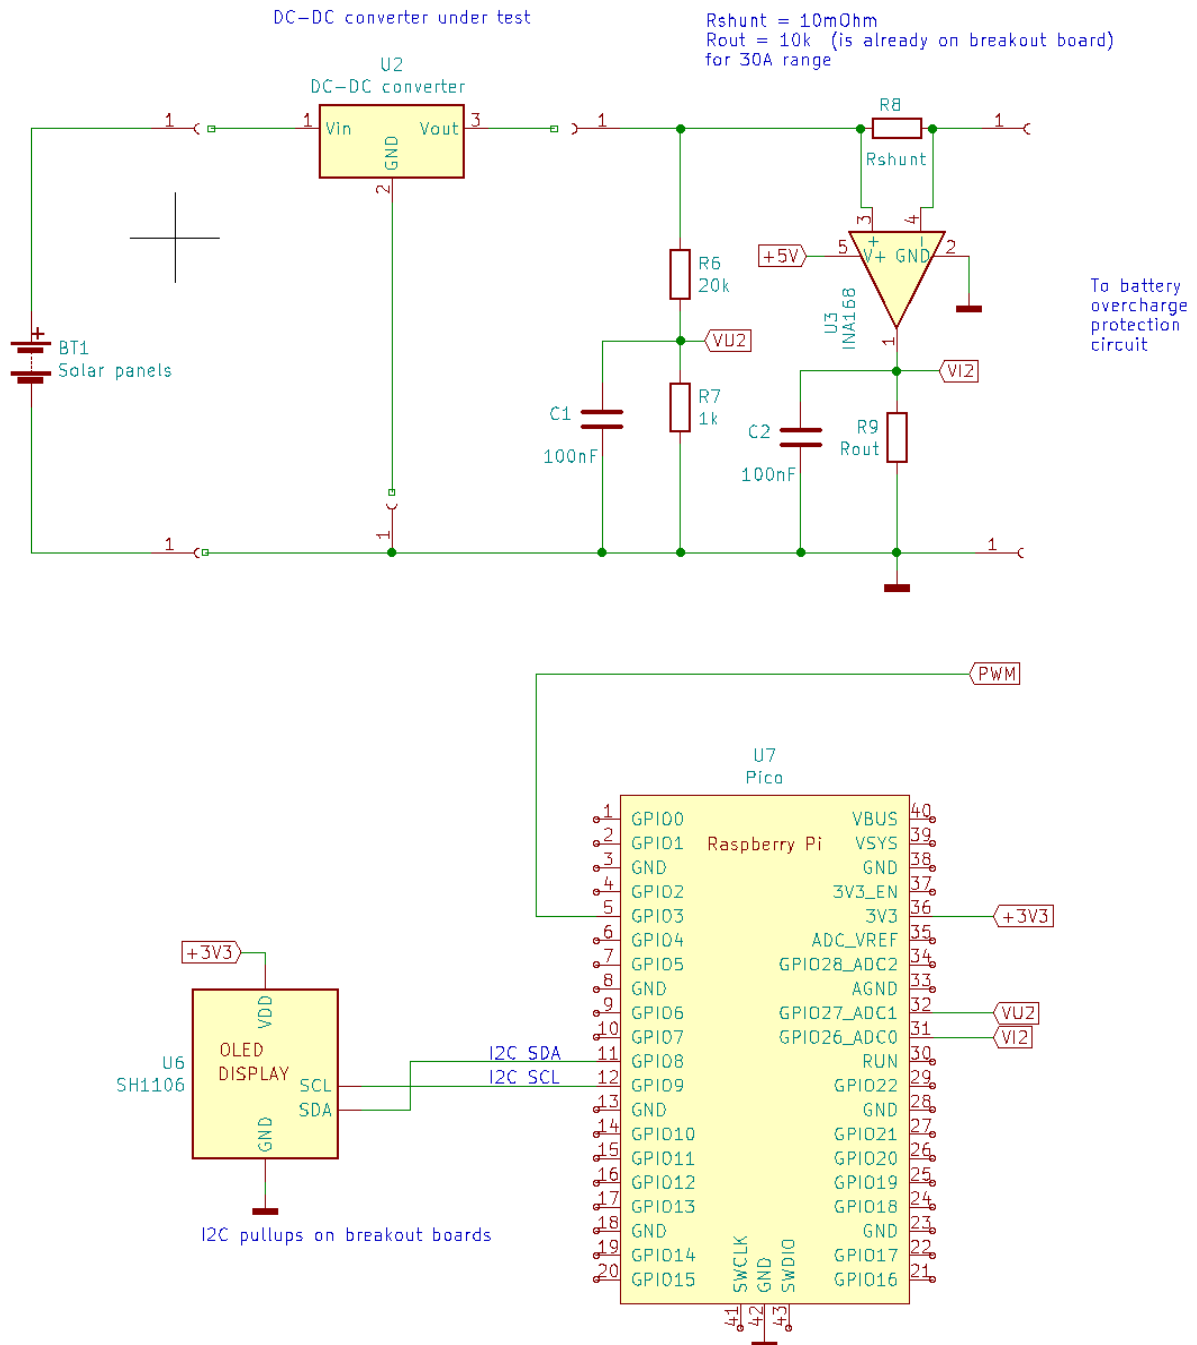 DC-DC converter under test
Rshunt = 10mOhm
Rout = 10k (is already on breakout board)
for 30A range
U2
DC-DC converter
1 Vin
Vout 3
GND
2
1
1
R8
Rshunt
1
3
4
+
-
+5V
5
V+ GND
2
U3
INA168
1
To battery
overcharge
protection
circuit
R6
20k
VU2
VI2
+
BT1
Solar panels
C1
100nF
R7
1k
C2
100nF
R9
Rout
1
1
1
PWM
U7
Pico
Raspberry Pi
1 GPIO0
2 GPIO1
3 GND
4 GPIO2
5 GPIO3
6 GPIO4
7 GPIO5
8 GND
9 GPIO6
10 GPIO7
11 GPIO8
12 GPIO9
13 GND
14 GPIO10
15 GPIO11
16 GPIO12
17 GPIO13
18 GND
19 GPIO14
20 GPIO15
VBUS 40
VSYS 39
GND 38
3V3_EN 37
3V3 36
ADC_VREF 35
GPIO28_ADC2 34
AGND 33
GPIO27_ADC1 32
GPIO26_ADC0 31
RUN 30
GPIO22 29
GND 28
GPIO21 27
GPIO20 26
GPIO19 25
GPIO18 24
GND 23
GPIO17 22
GPIO16 21
SWCLK
GND
SWDIO
41
42
43
+3V3
VU2
VI2
+3V3
VDD
OLED
DISPLAY
U6
SH1106
SCL
SDA
GND
I2C SDA
I2C SCL
I2C pullups on breakout boards